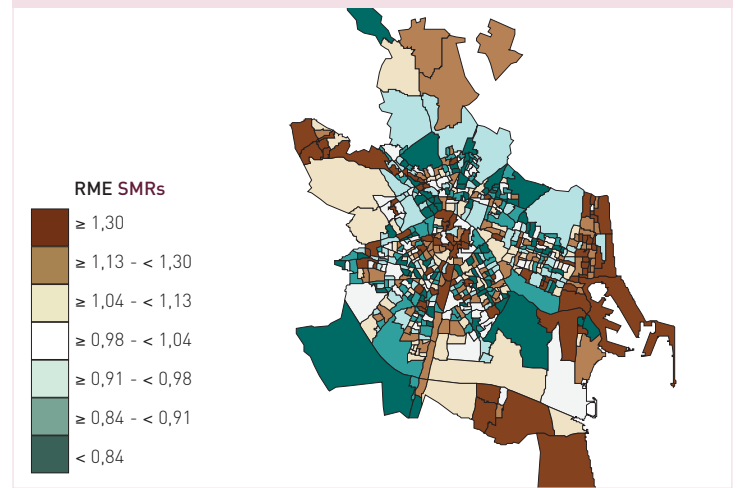 RME SMRs
≥ 1,30
≥ 1,13 - < 1,30
≥ 1,04 - < 1,13
≥ 0,98 - < 1,04
≥ 0,91 - < 0,98
≥ 0,84 - < 0,91
< 0,84